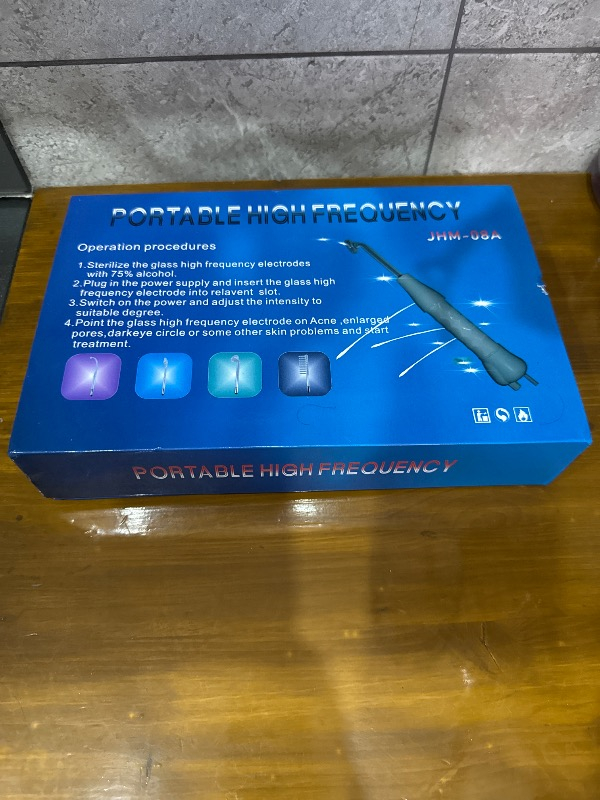 PORTABLE HIGH FREQUENCY
JHM-08A
Operation procedures
1.Sterilize the glass high frequency electrodes
with 75% alcohol.
2.Plug in the power supply and insert the glass high
frequency electrode into relavent slot.
3.Switch on the power and adjust the intensity to
suitable degree.
4.Point the glass high frequency electrode on Acne ,enlarged
pores,darkeye circle or some other skin problems and start
treatment.
PORTABLE HIGH FREQUENCY